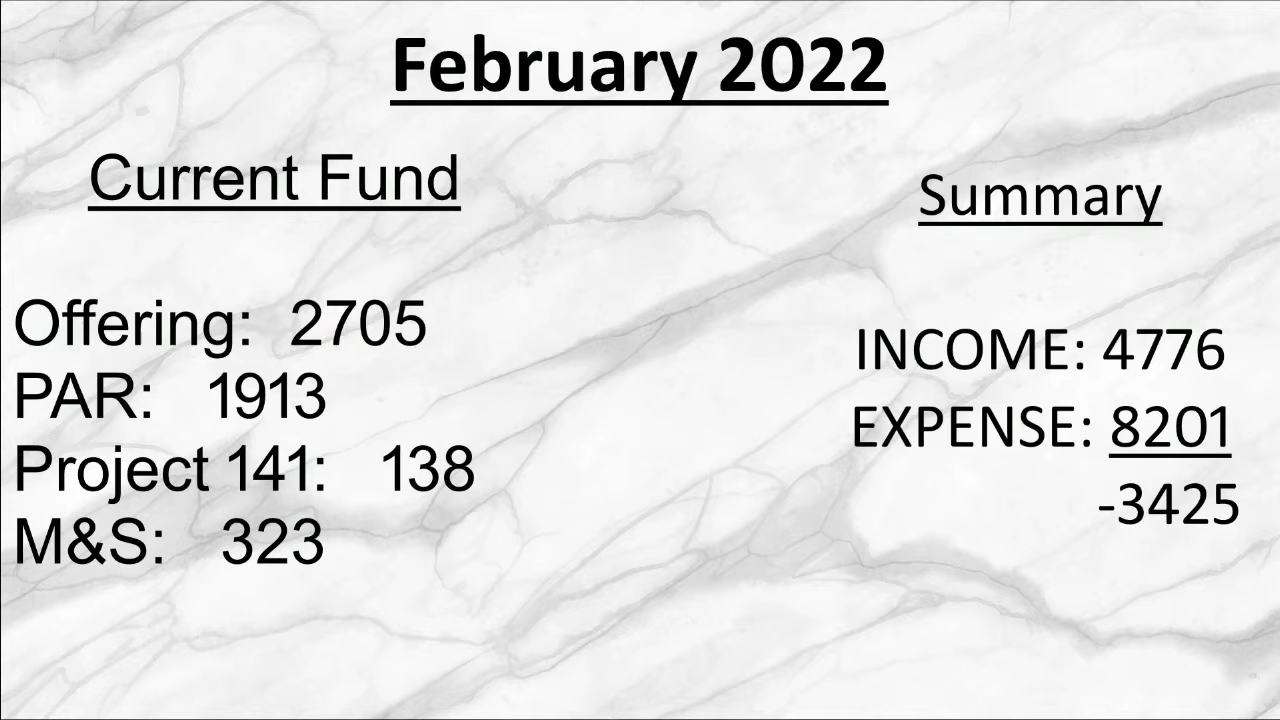 February 2022
Current Fund
Offering: 2705
PAR: 1913
Project 141: 138
M&S: 323
Summary
INCOME: 4776
EXPENSE: 8201
-3425